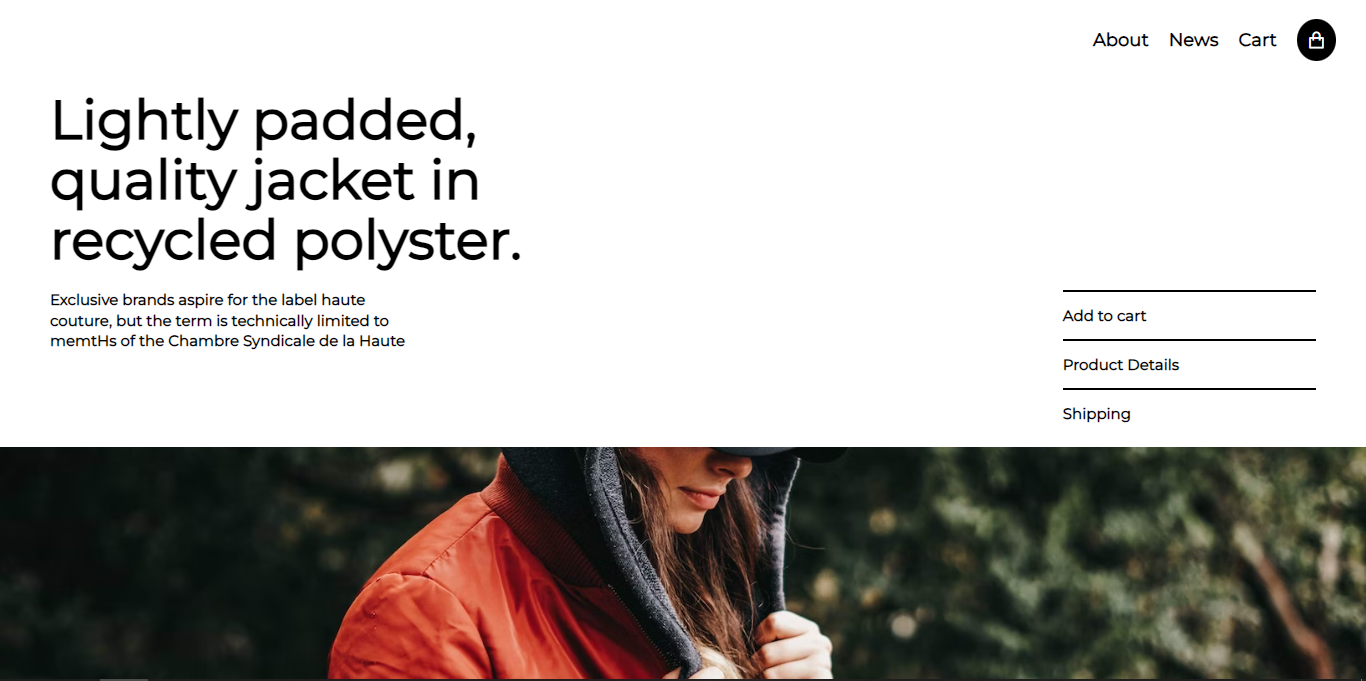 About News Cart
Lightly padded,
quality jacket in
recycled polyster.
Exclusive brands aspire for the label haute
couture, but the term is technically limited to
memtHs of the Chambre Syndicale de la Haute
Add to cart
Product Details
Shipping